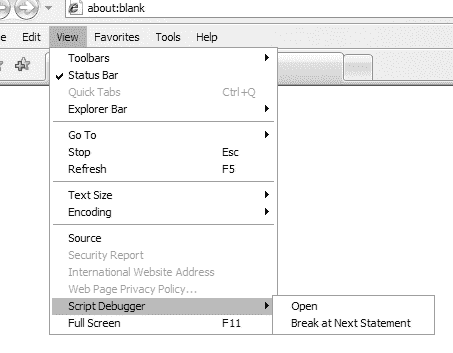 about:blank
e Edit View Favorites Tools Help
Toolbars
Status Bar
Quick Tabs Ctrl+Q
Explorer Bar
Go To
Stop Esc
Refresh F5
Text Size
Encoding
Source
Security Report
International Website Address
Web Page Privacy Policy...
Script Debugger
Open
Full Screen F11
Break at Next Statement